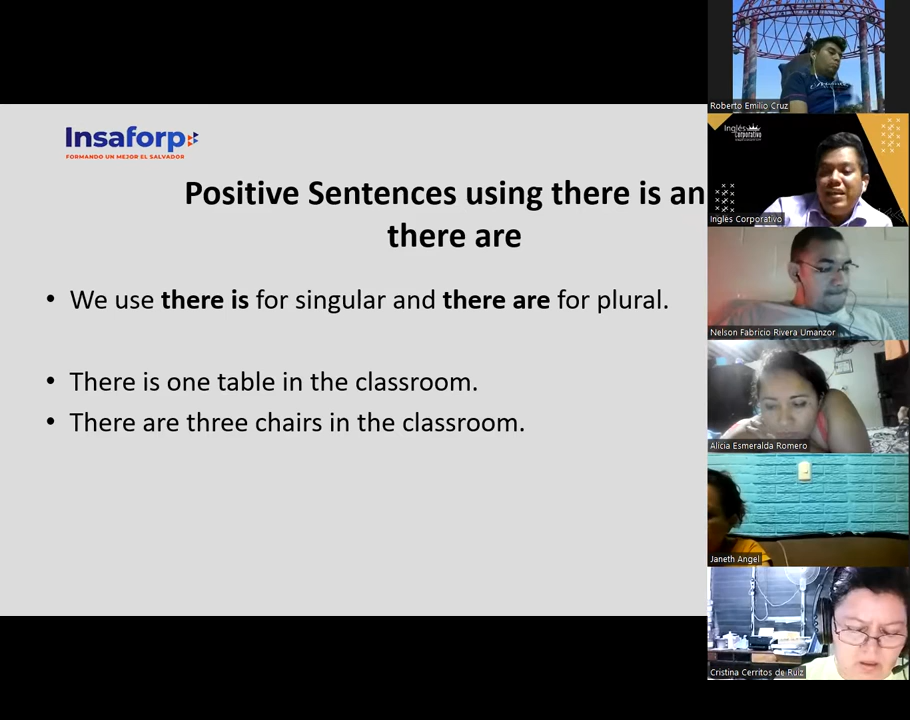 Insaforp
FORMANDO UN MEJOR EL SALVADOR
Positive Sentences using there is an
there are
• We use there is for singular and there are for plural.
• There is one table in the classroom.
• There are three chairs in the classroom.
Roberto Emilio Cruz
Inglés
Corporativo
Inglés Corporativo
Nelson Fabricio Rivera Umanzor
Alicia Esmeralda Romero
Janeth Angel
Cristina Cerritos de Ruiz